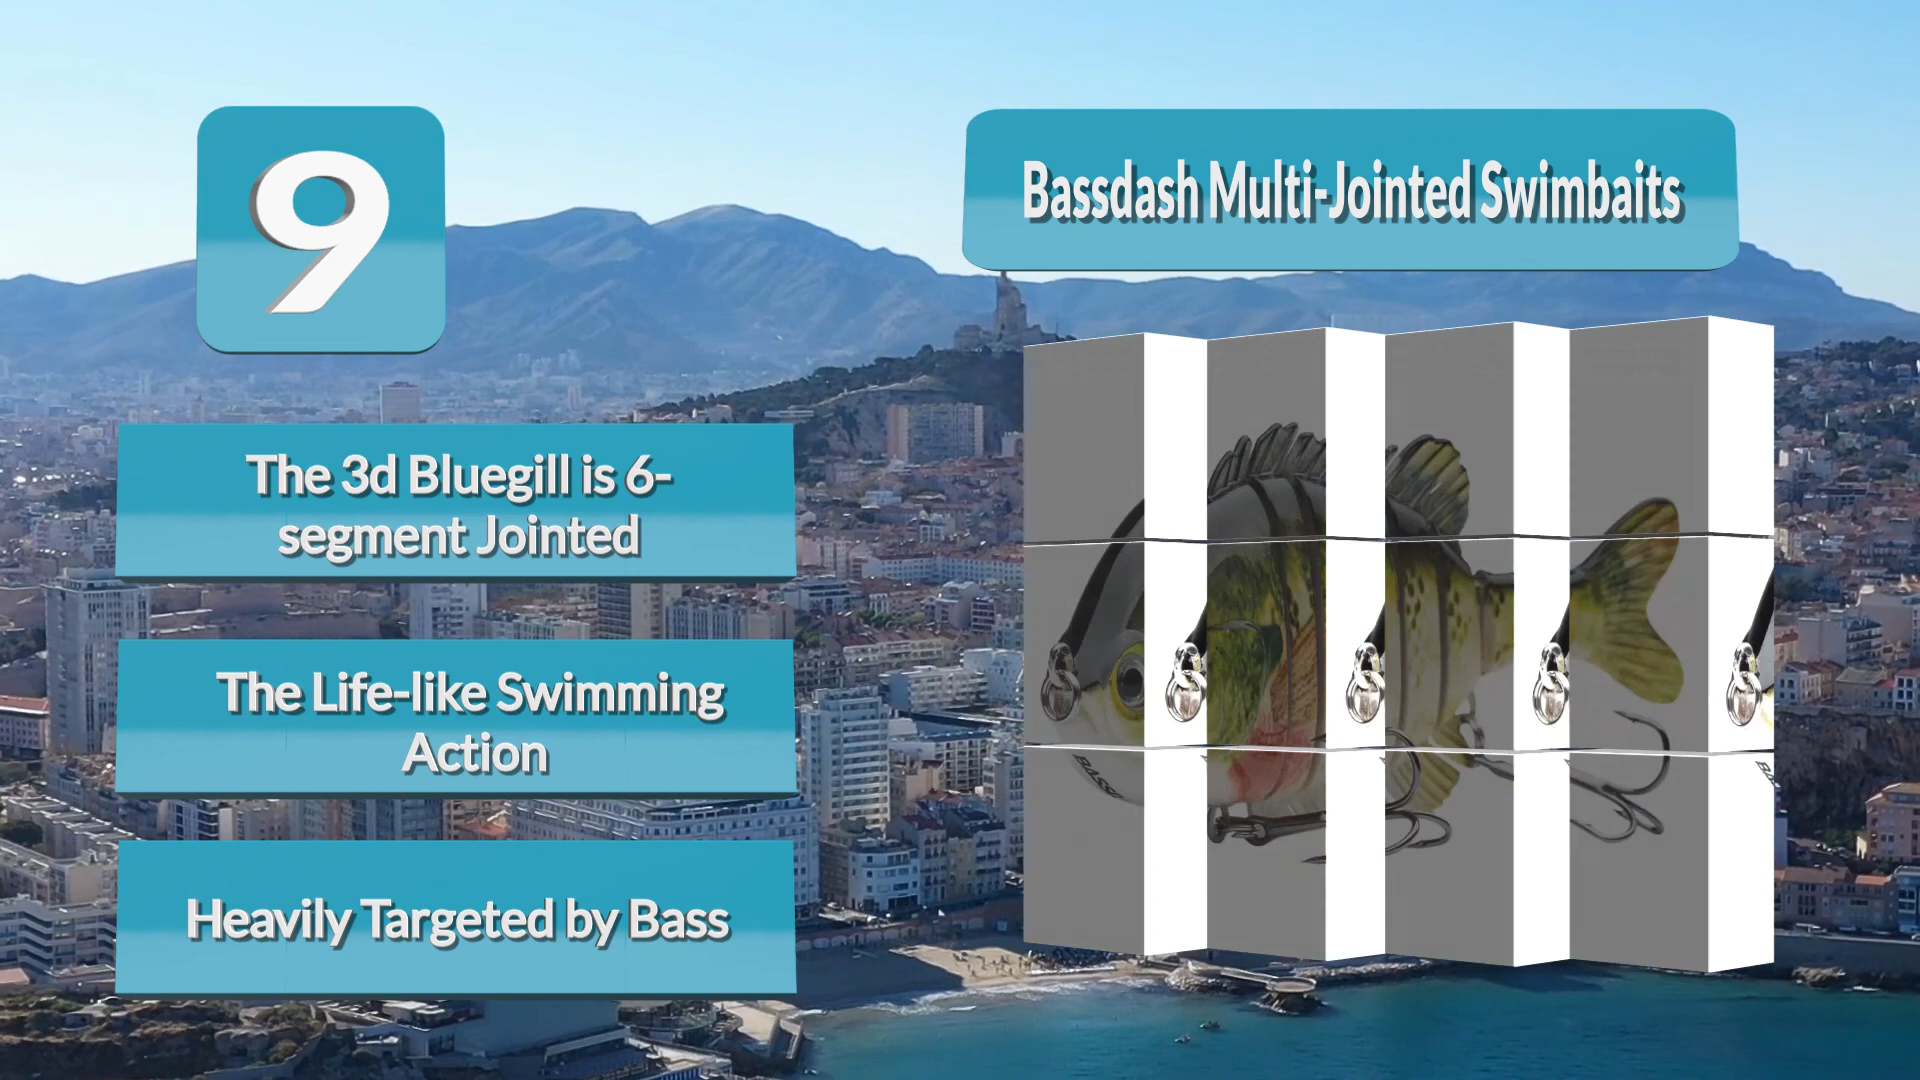 9
Bassdash Multi-Jointed Swimbaits
The 3d Bluegill is 6-
segment Jointed
The Life-like Swimming
Action
Heavily Targeted by Bass